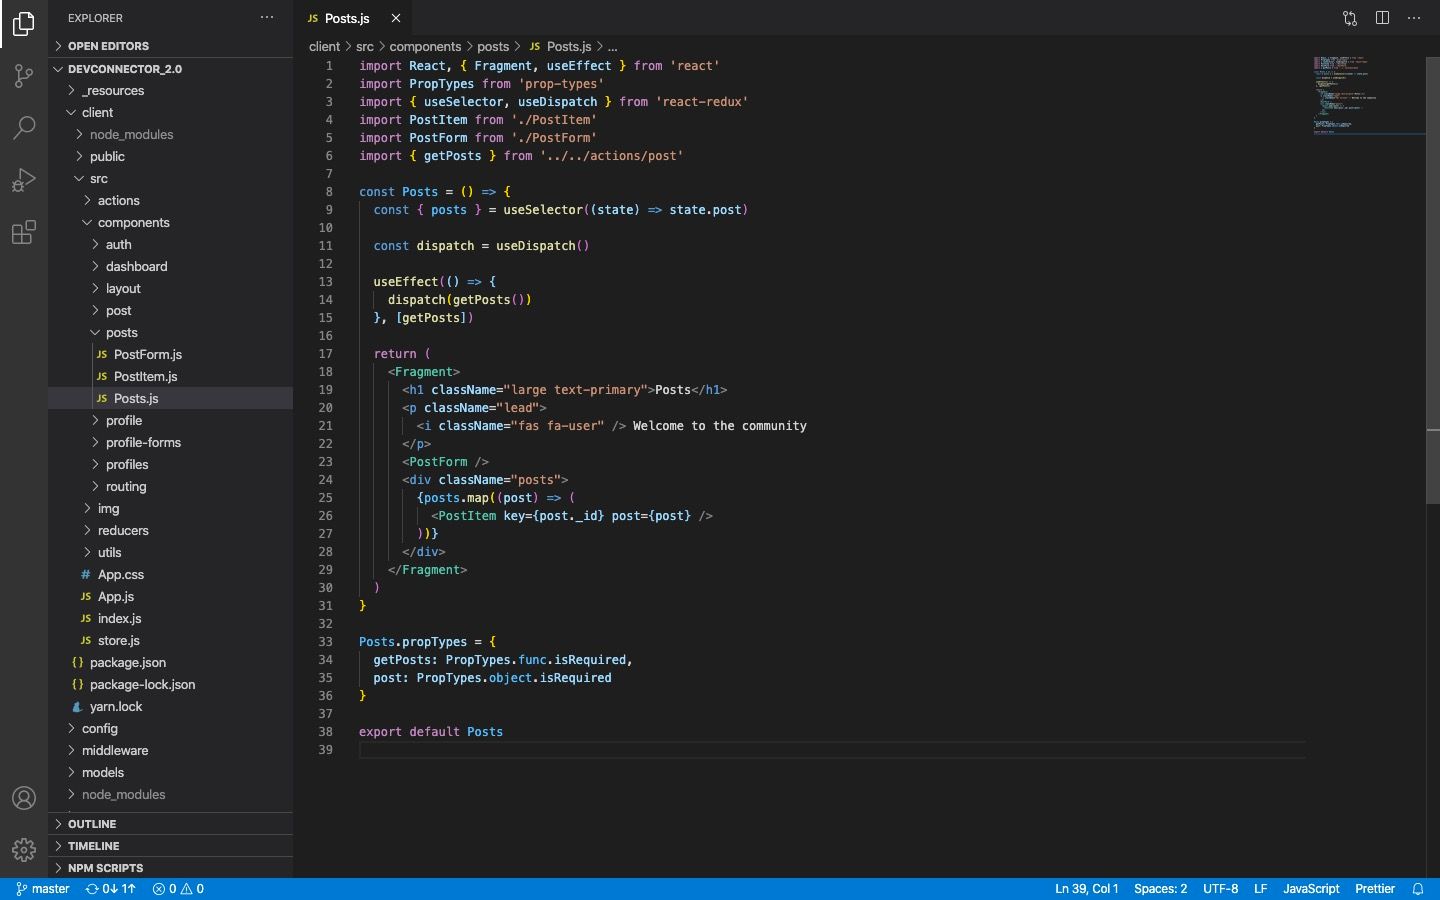 EXPLORER
OPEN EDITORS
DEVCONNECTOR_2.0
_resources
client
node_modules
public
src
actions
components
auth
dashboard
layout
post
posts
JS PostForm.js
JS PostItem.js
JS Posts.js
profile
profile-forms
profiles
routing
img
reducers
utils
# App.css
JS App.js
JS index.js
JS store.js
{} package.json
{} package-lock.json
yarn.lock
config
middleware
models
node_modules
OUTLINE
TIMELINE
NPM SCRIPTS
JS Posts.js
client > src > components > posts > JS Posts.js > ...
1 import React, { Fragment, useEffect } from 'react'
2 import PropTypes from 'prop-types'
3 import { useSelector, useDispatch } from 'react-redux'
4 import PostItem from './PostItem'
5 import PostForm from './PostForm'
6 import { getPosts } from '../../actions/post'
7
8 const Posts = () => {
9   const { posts } = useSelector((state) => state.post)
10
11   const dispatch = useDispatch()
12
13   useEffect(() => {
14     dispatch(getPosts())
15   }, [getPosts])
16
17   return (
18     <Fragment>
19       <h1 className="large text-primary">Posts</h1>
20       <p className="lead">
21         <i className="fas fa-user" /> Welcome to the community
22       </p>
23       <PostForm />
24       <div className="posts">
25         {posts.map((post) => (
26           <PostItem key={post._id} post={post} />
27         ))}
28       </div>
29     </Fragment>
30   )
31 }
32
33 Posts.propTypes = {
34   getPosts: PropTypes.func.isRequired,
35   post: PropTypes.object.isRequired
36 }
37
38 export default Posts
39
master 0↓ 1↑ 0 0 Ln 39, Col 1 Spaces: 2 UTF-8 LF JavaScript Prettier